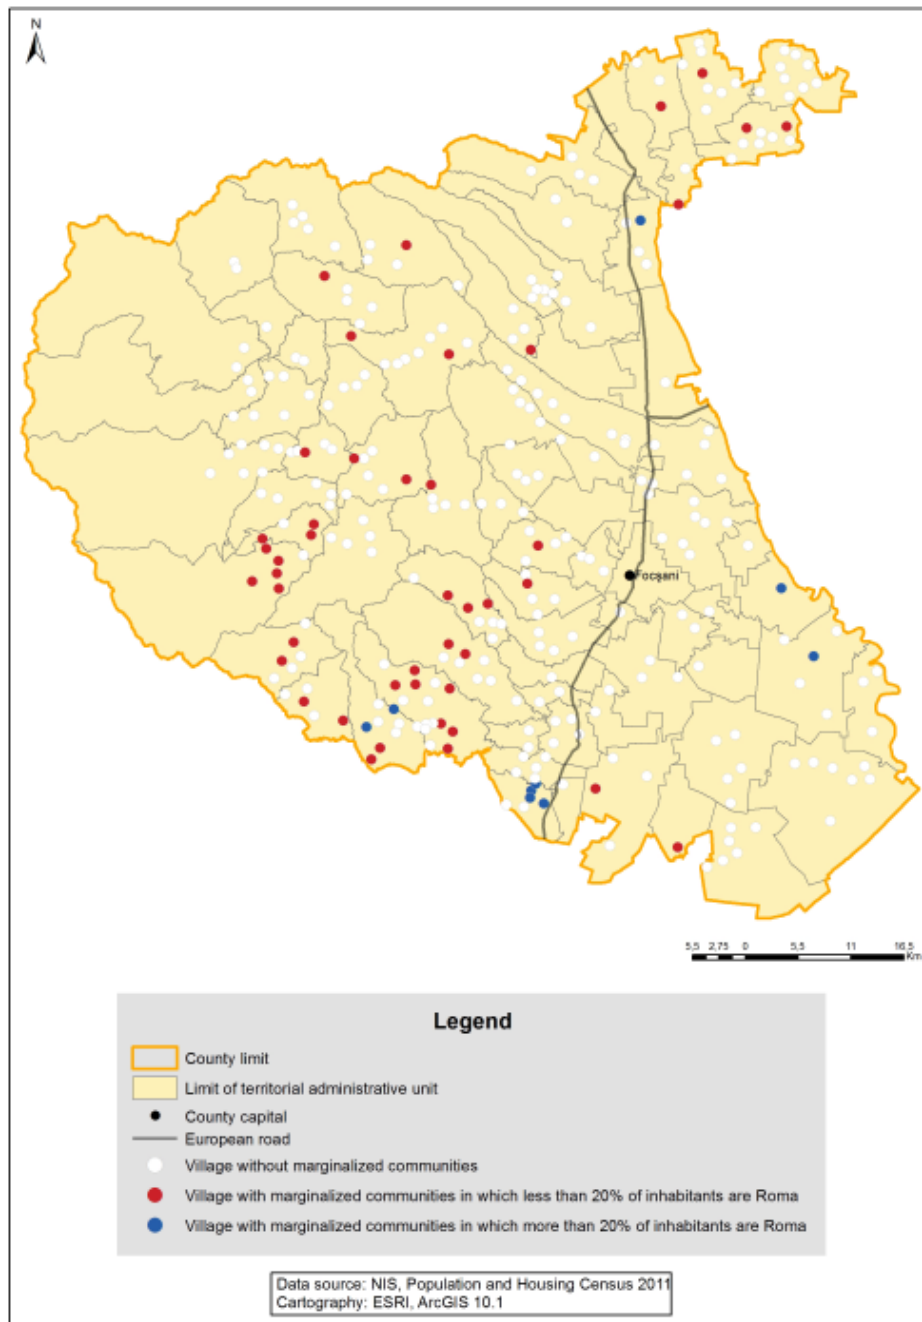 N
Focşani
5,5 2,75 0 5,5 11 16,5
Km
Legend
County limit
Limit of territorial administrative unit
County capital
European road
Village without marginalized communities
Village with marginalized communities in which less than 20% of inhabitants are Roma
Village with marginalized communities in which more than 20% of inhabitants are Roma
Data source: NIS, Population and Housing Census 2011
Cartography: ESRI, ArcGIS 10.1